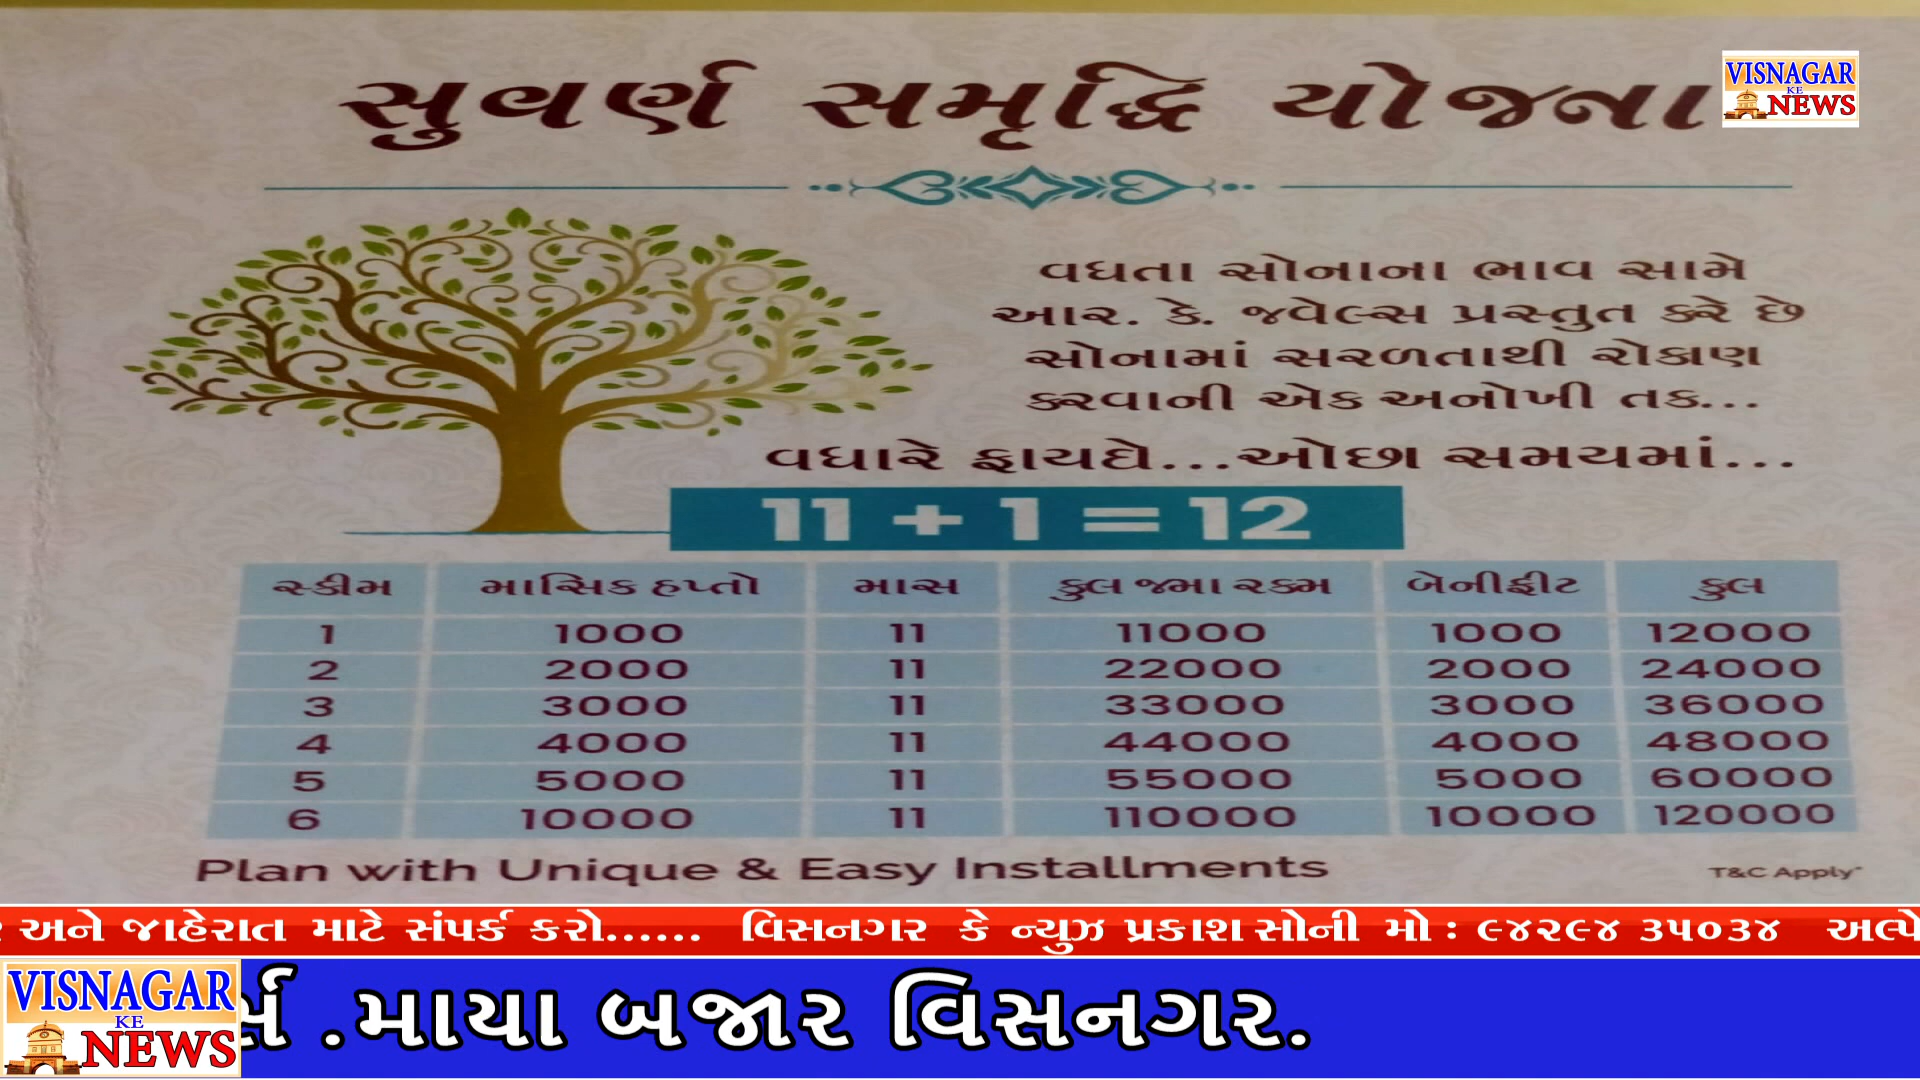 સુવર્ણ સમૃદ્ધિ યોજના
VISNAGAR
KE
NEWS
વધતા સોનાના ભાવ સામે
આર. કે. જ્વેલ્સ પ્રસ્તુત કરે છે
સોનામાં સરળતાથી રોકાણ
કરવાની એક અનોખી તક...
વધારે ફાયદો...ઓછા સમયમાં...
11 + 1 = 12
સ્કીમ માસિક હપ્તો માસ કુલ જમા રકમ બેનીફીટ કુલ
1 1000 11 11000 1000 12000
2 2000 11 22000 2000 24000
3 3000 11 33000 3000 36000
4 4000 11 44000 4000 48000
5 5000 11 55000 5000 60000
6 10000 11 110000 10000 120000
Plan with Unique & Easy Installments
T&C Apply*
અને જાહેરાત માટે સંપર્ક કરો...... વિસનગર કે ન્યુઝ પ્રકાશ સોની મો : ૯૪૨૯૪ ૩૫૦૩૪
VISNAGAR
KE
NEWS
.માયા બજાર વિસનગર.